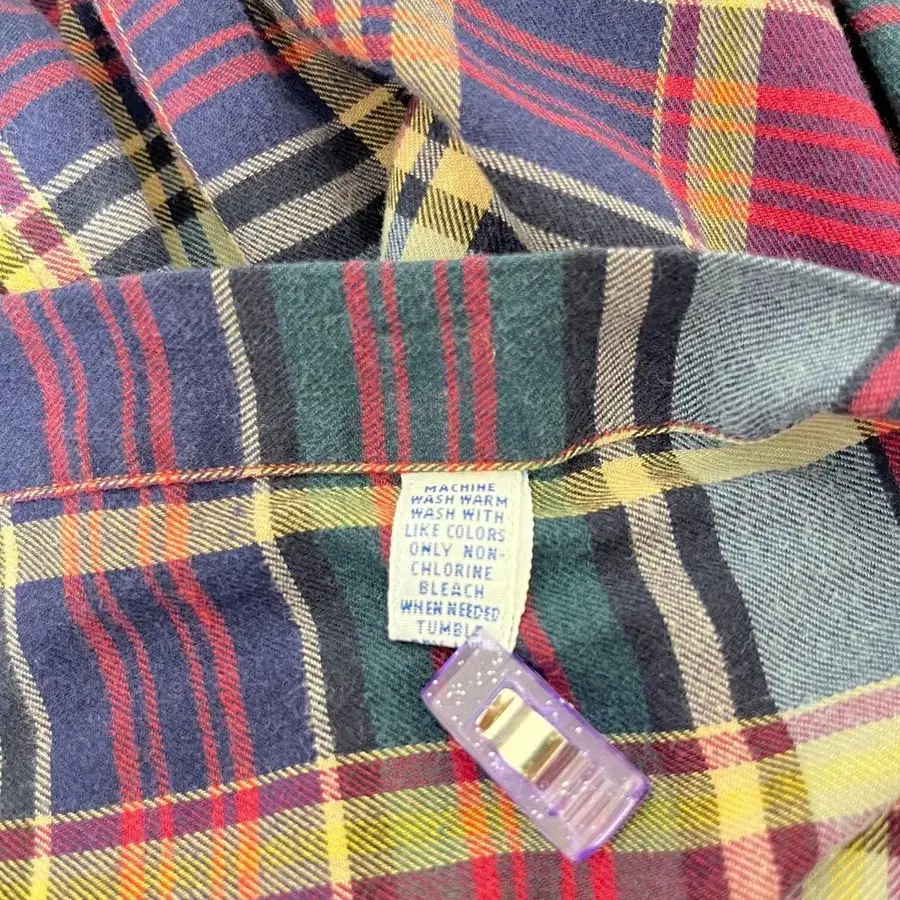 MACHINE
WASH WARM
WASH WITH
LIKE COLORS
ONLY NON-
CHLORINE
BLEACH
WHEN NEEDED
TUMBLE